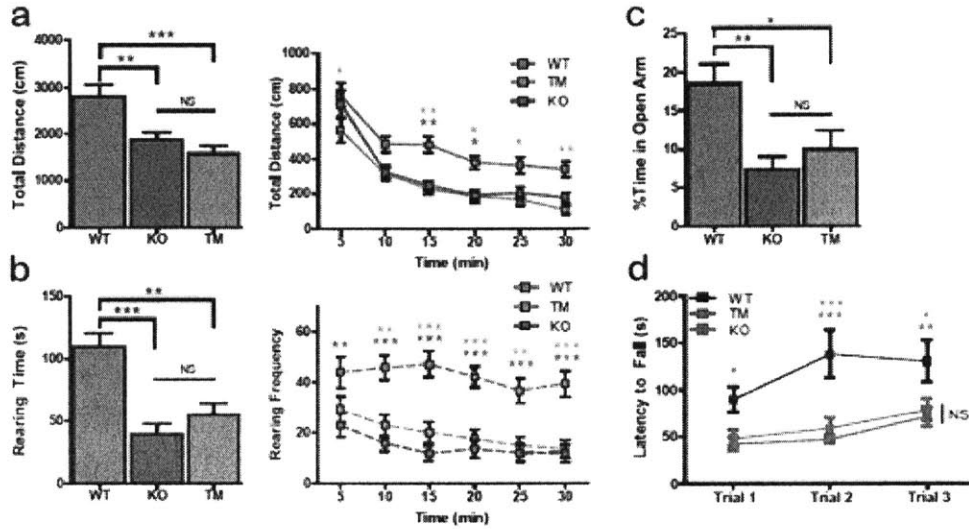 a
Total Distance (cm)
4000
3000
2000
1000
0
***
**
NS
WT KO TM
Total Distance (cm)
1000
800
600
400
200
0
WT
TM
KO
*
**
**
*
*
*
**
5 10 15 20 25 30
Time (min)
c
%Time in Open Arm
25
20
15
10
5
0
*
**
NS
WT KO TM
b
Rearing Time (s)
150
100
50
0
**
***
NS
WT KO TM
Rearing Frequency
60
40
20
0
WT
TM
KO
** ** *** *** ** ***
*** *** *** *** ***
5 10 15 20 25 30
Time (min)
d
Latency to Fall (s)
200
150
100
50
0
WT
TM
KO
*
***
***
*
**
NS
Trial 1 Trial 2 Trial 3